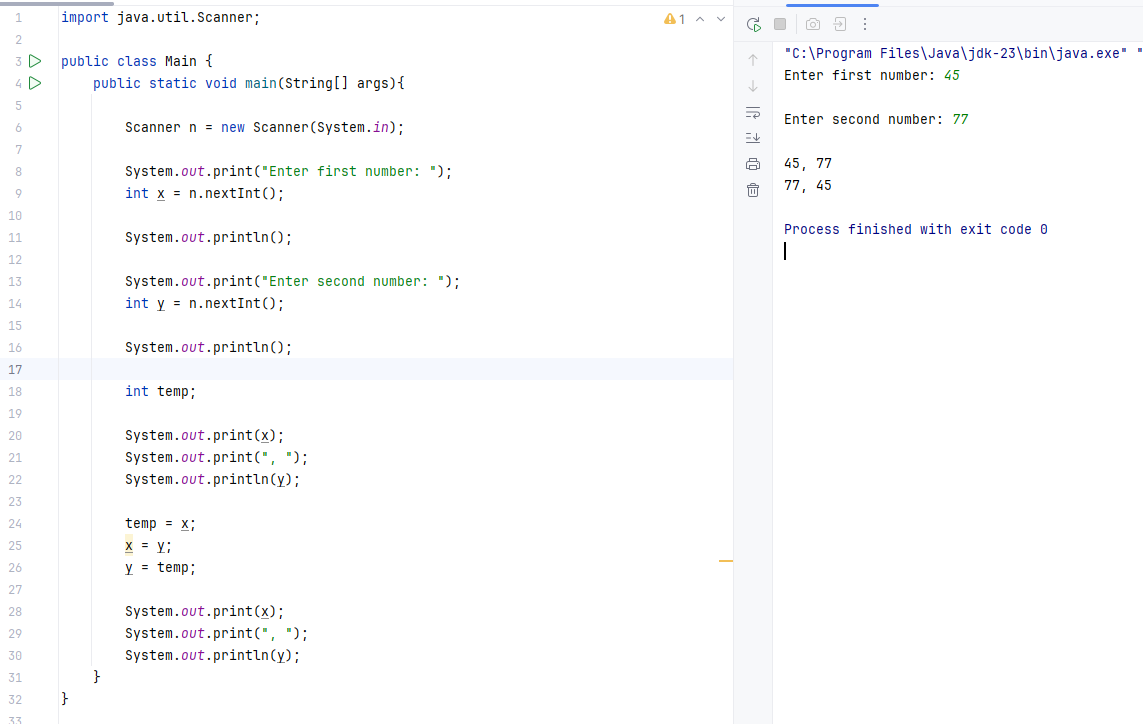 1 import java.util.Scanner; 1
2
3 public class Main {
4 public static void main(String[] args){
5
6 Scanner n = new Scanner(System.in);
7
8 System.out.print("Enter first number: ");
9 int x = n.nextInt();
10
11 System.out.println();
12
13 System.out.print("Enter second number: ");
14 int y = n.nextInt();
15
16 System.out.println();
17
18 int temp;
19
20 System.out.print(x);
21 System.out.print(", ");
22 System.out.println(y);
23
24 temp = x;
25 x = y;
26 y = temp;
27
28 System.out.print(x);
29 System.out.print(", ");
30 System.out.println(y);
31 }
32 }
33
"C:\Program Files\Java\jdk-23\bin\java.exe" "
Enter first number: 45
Enter second number: 77
45, 77
77, 45
Process finished with exit code 0